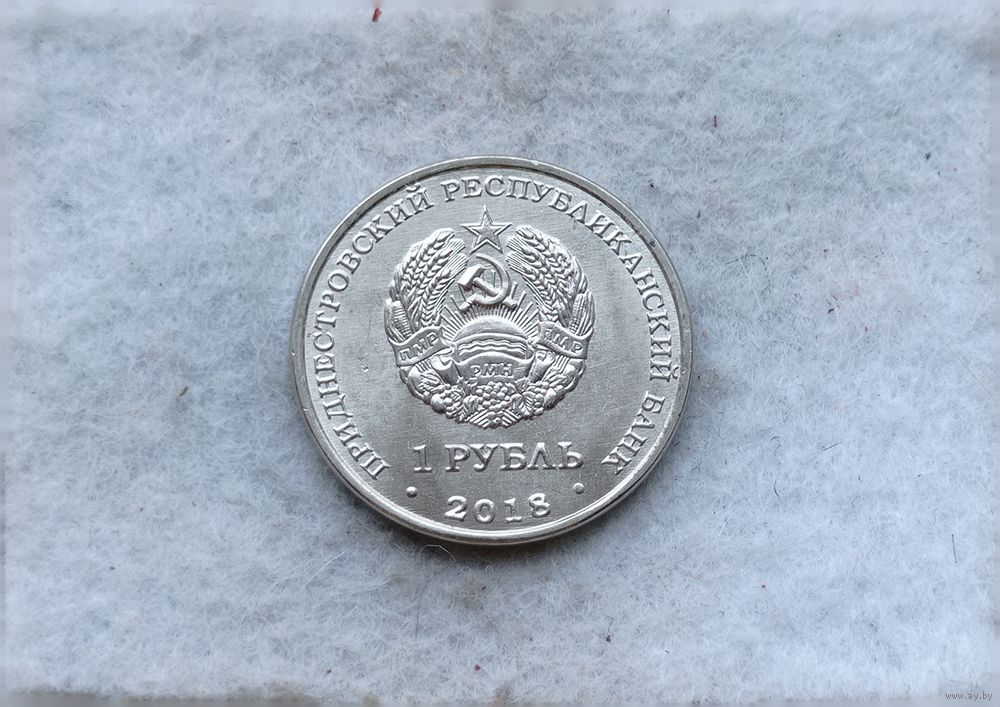 ПРИДНЕСТРОВСКИЙ РЕСПУБЛИКАНСКИЙ БАНК
ПМР ПМР
РМН
1 РУБЛЬ
• 2018 •
www.ay.by